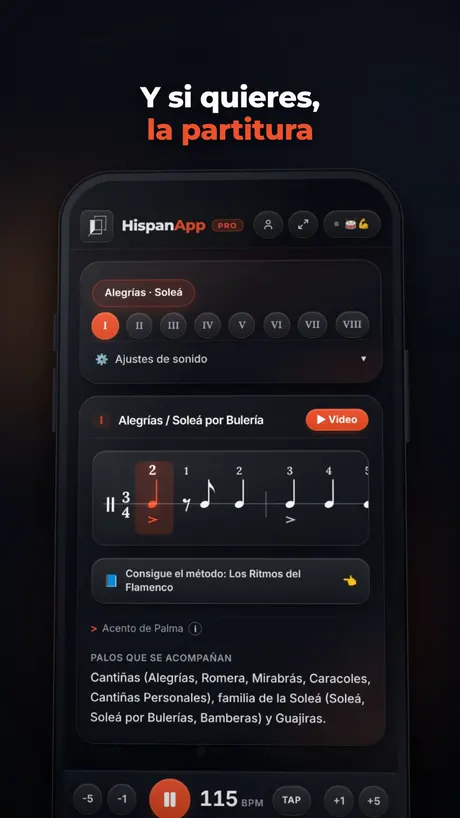 Y si quieres,
la partitura
HispanApp PRO
Alegrías · Soleá
I II III IV V VI VII VIII
Ajustes de sonido
I Alegrías / Soleá por Bulería Video
2 1 2 3 4
3
4
Consigue el método: Los Ritmos del
Flamenco
> Acento de Palma i
PALOS QUE SE ACOMPAÑAN
Cantiñas (Alegrías, Romera, Mirabrás, Caracoles,
Cantiñas Personales), familia de la Soleá (Soleá,
Soleá por Bulerías, Bamberas) y Guajiras.
-5 -1 115 BPM TAP +1 +5